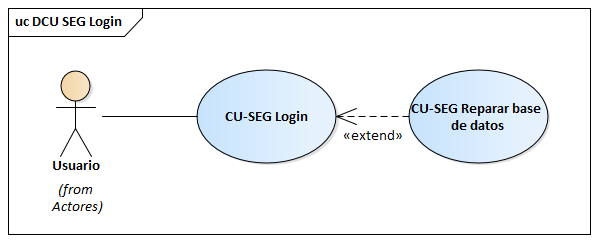 uc DCU SEG Login
CU-SEG Login
CU-SEG Reparar base
de datos
«extend»
Usuario
(from
Actores)